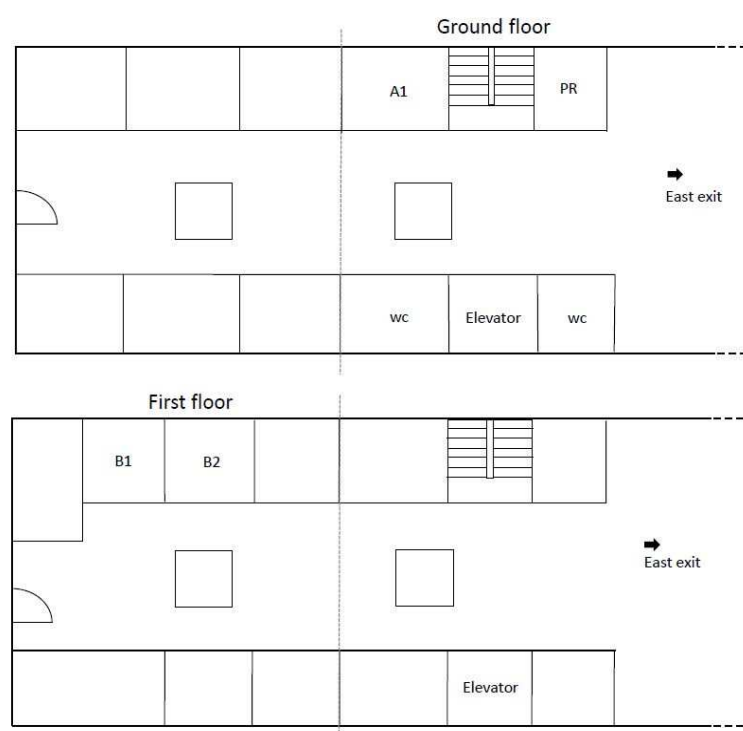 Ground floor
A1
PR
East exit
wc
Elevator
wc
First floor
B1
B2
East exit
Elevator